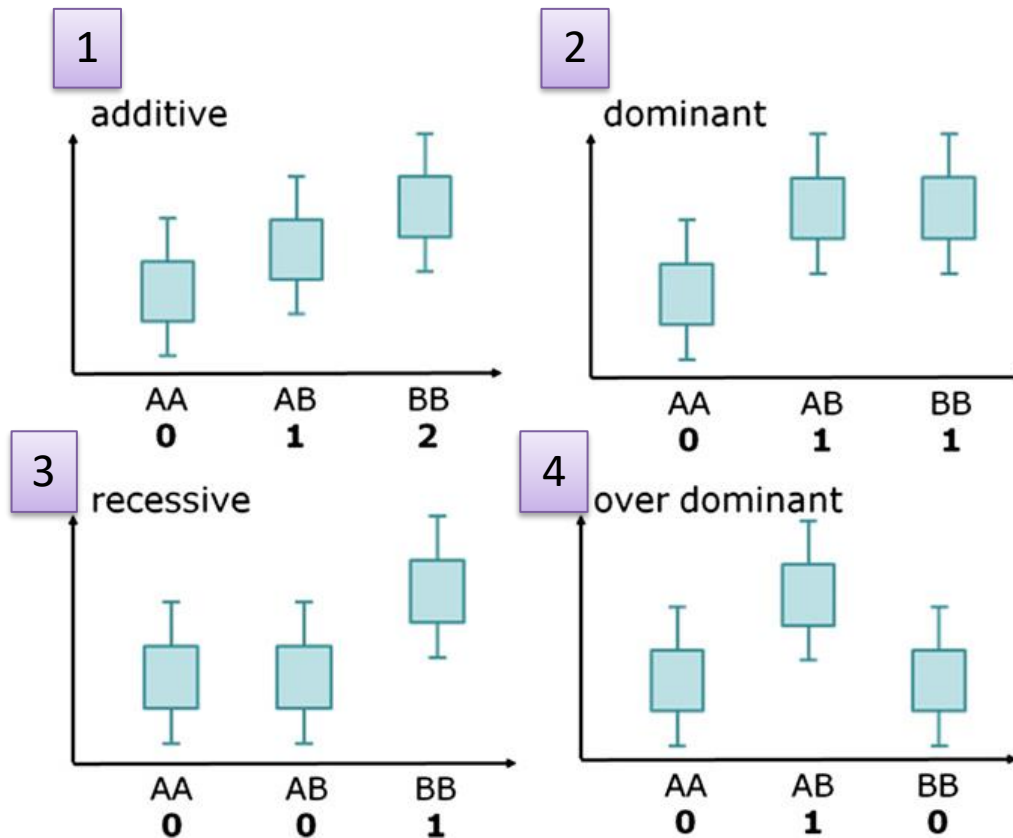 1
additive
AA AB BB
0 1 2
2
dominant
AA AB BB
0 1 1
3
recessive
AA AB BB
0 0 1
4
over dominant
AA AB BB
0 1 0